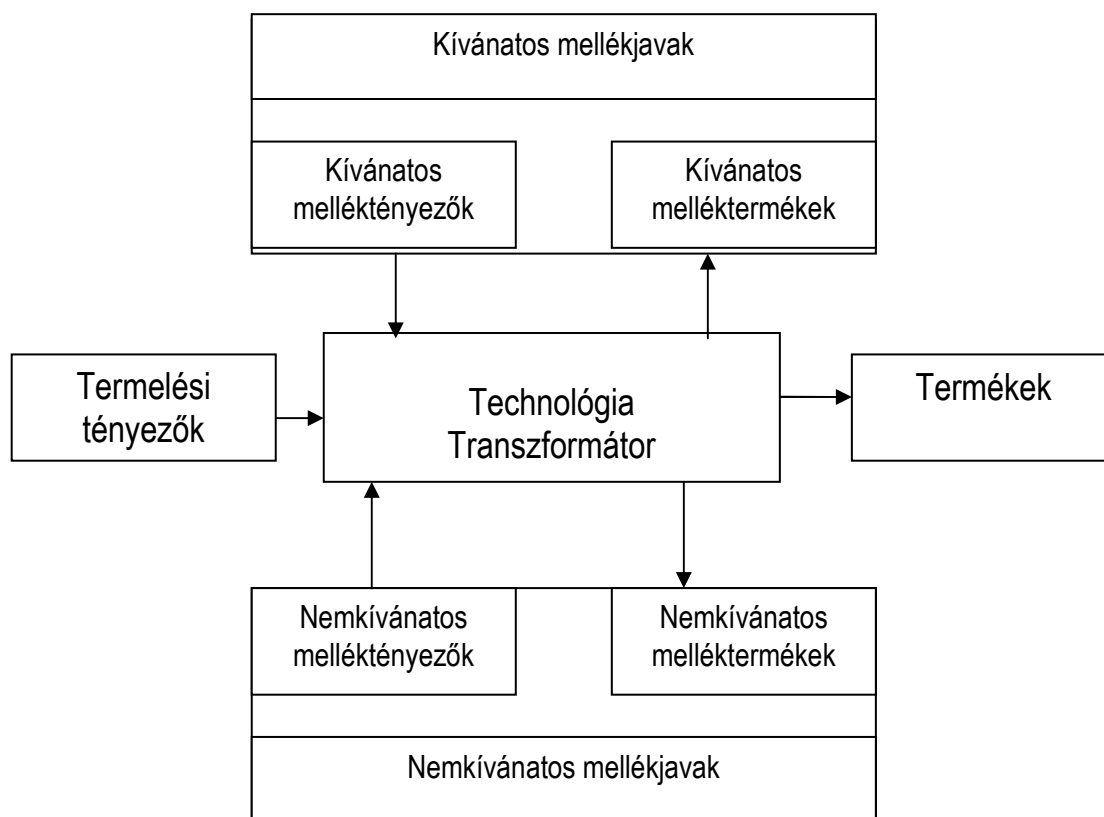 Kívánatos mellékjavak
Kívánatos
melléktényezők
Kívánatos
melléktermékek
Termelési
tényezők
Technológia
Transzformátor
Termékek
Nemkívánatos
melléktényezők
Nemkívánatos
melléktermékek
Nemkívánatos mellékjavak